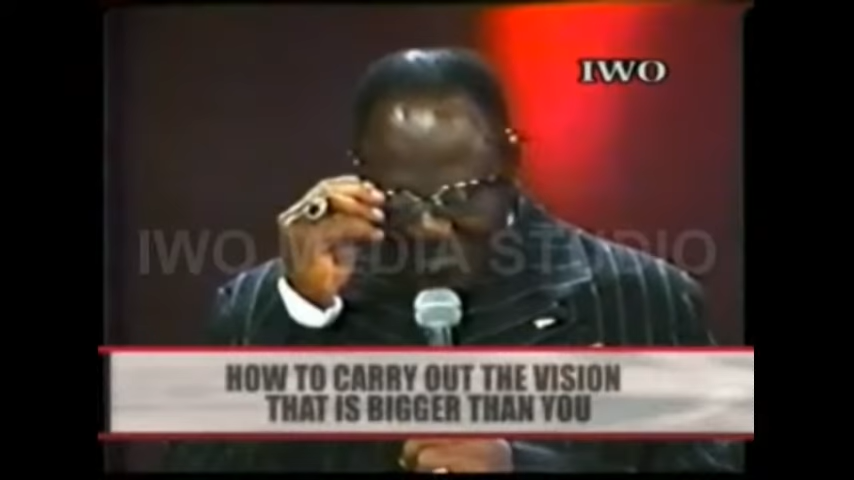 IWO
IWO MEDIA STUDIO
HOW TO CARRY OUT THE VISION
THAT IS BIGGER THAN YOU